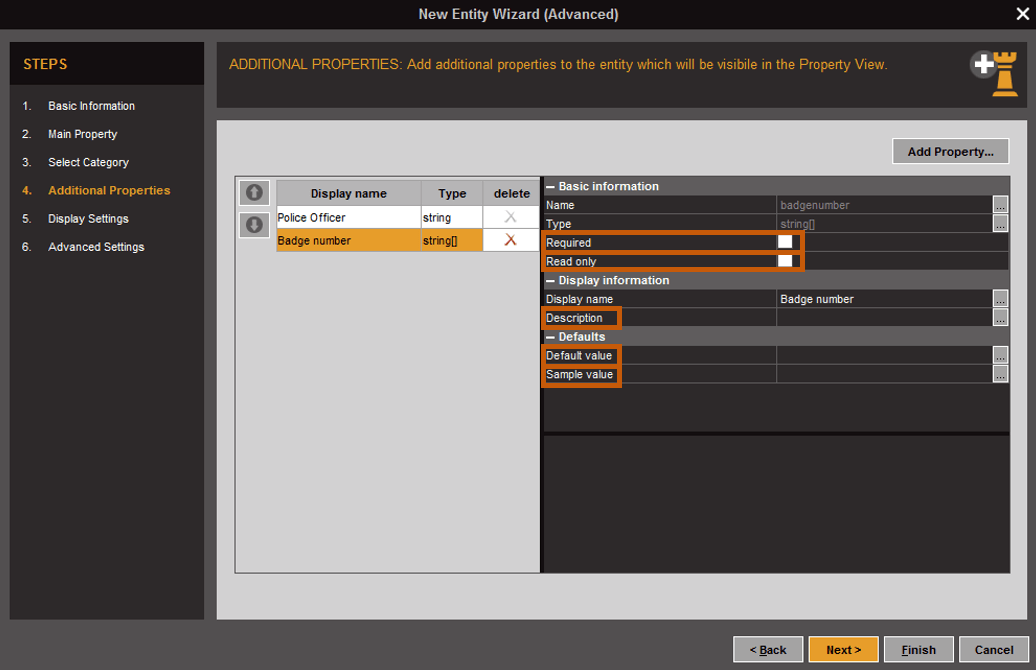 New Entity Wizard (Advanced)
STEPS
1. Basic Information
2. Main Property
3. Select Category
4. Additional Properties
5. Display Settings
6. Advanced Settings
ADDITIONAL PROPERTIES: Add additional properties to the entity which will be visibile in the Property View.
Add Property...
Display name Type delete
Police Officer string X
Badge number string[] X
Basic information
Name badgenumber ...
Type string[] ...
Required
Read only
Display information
Display name Badge number ...
Description ...
Defaults
Default value ...
Sample value ...
< Back Next > Finish Cancel